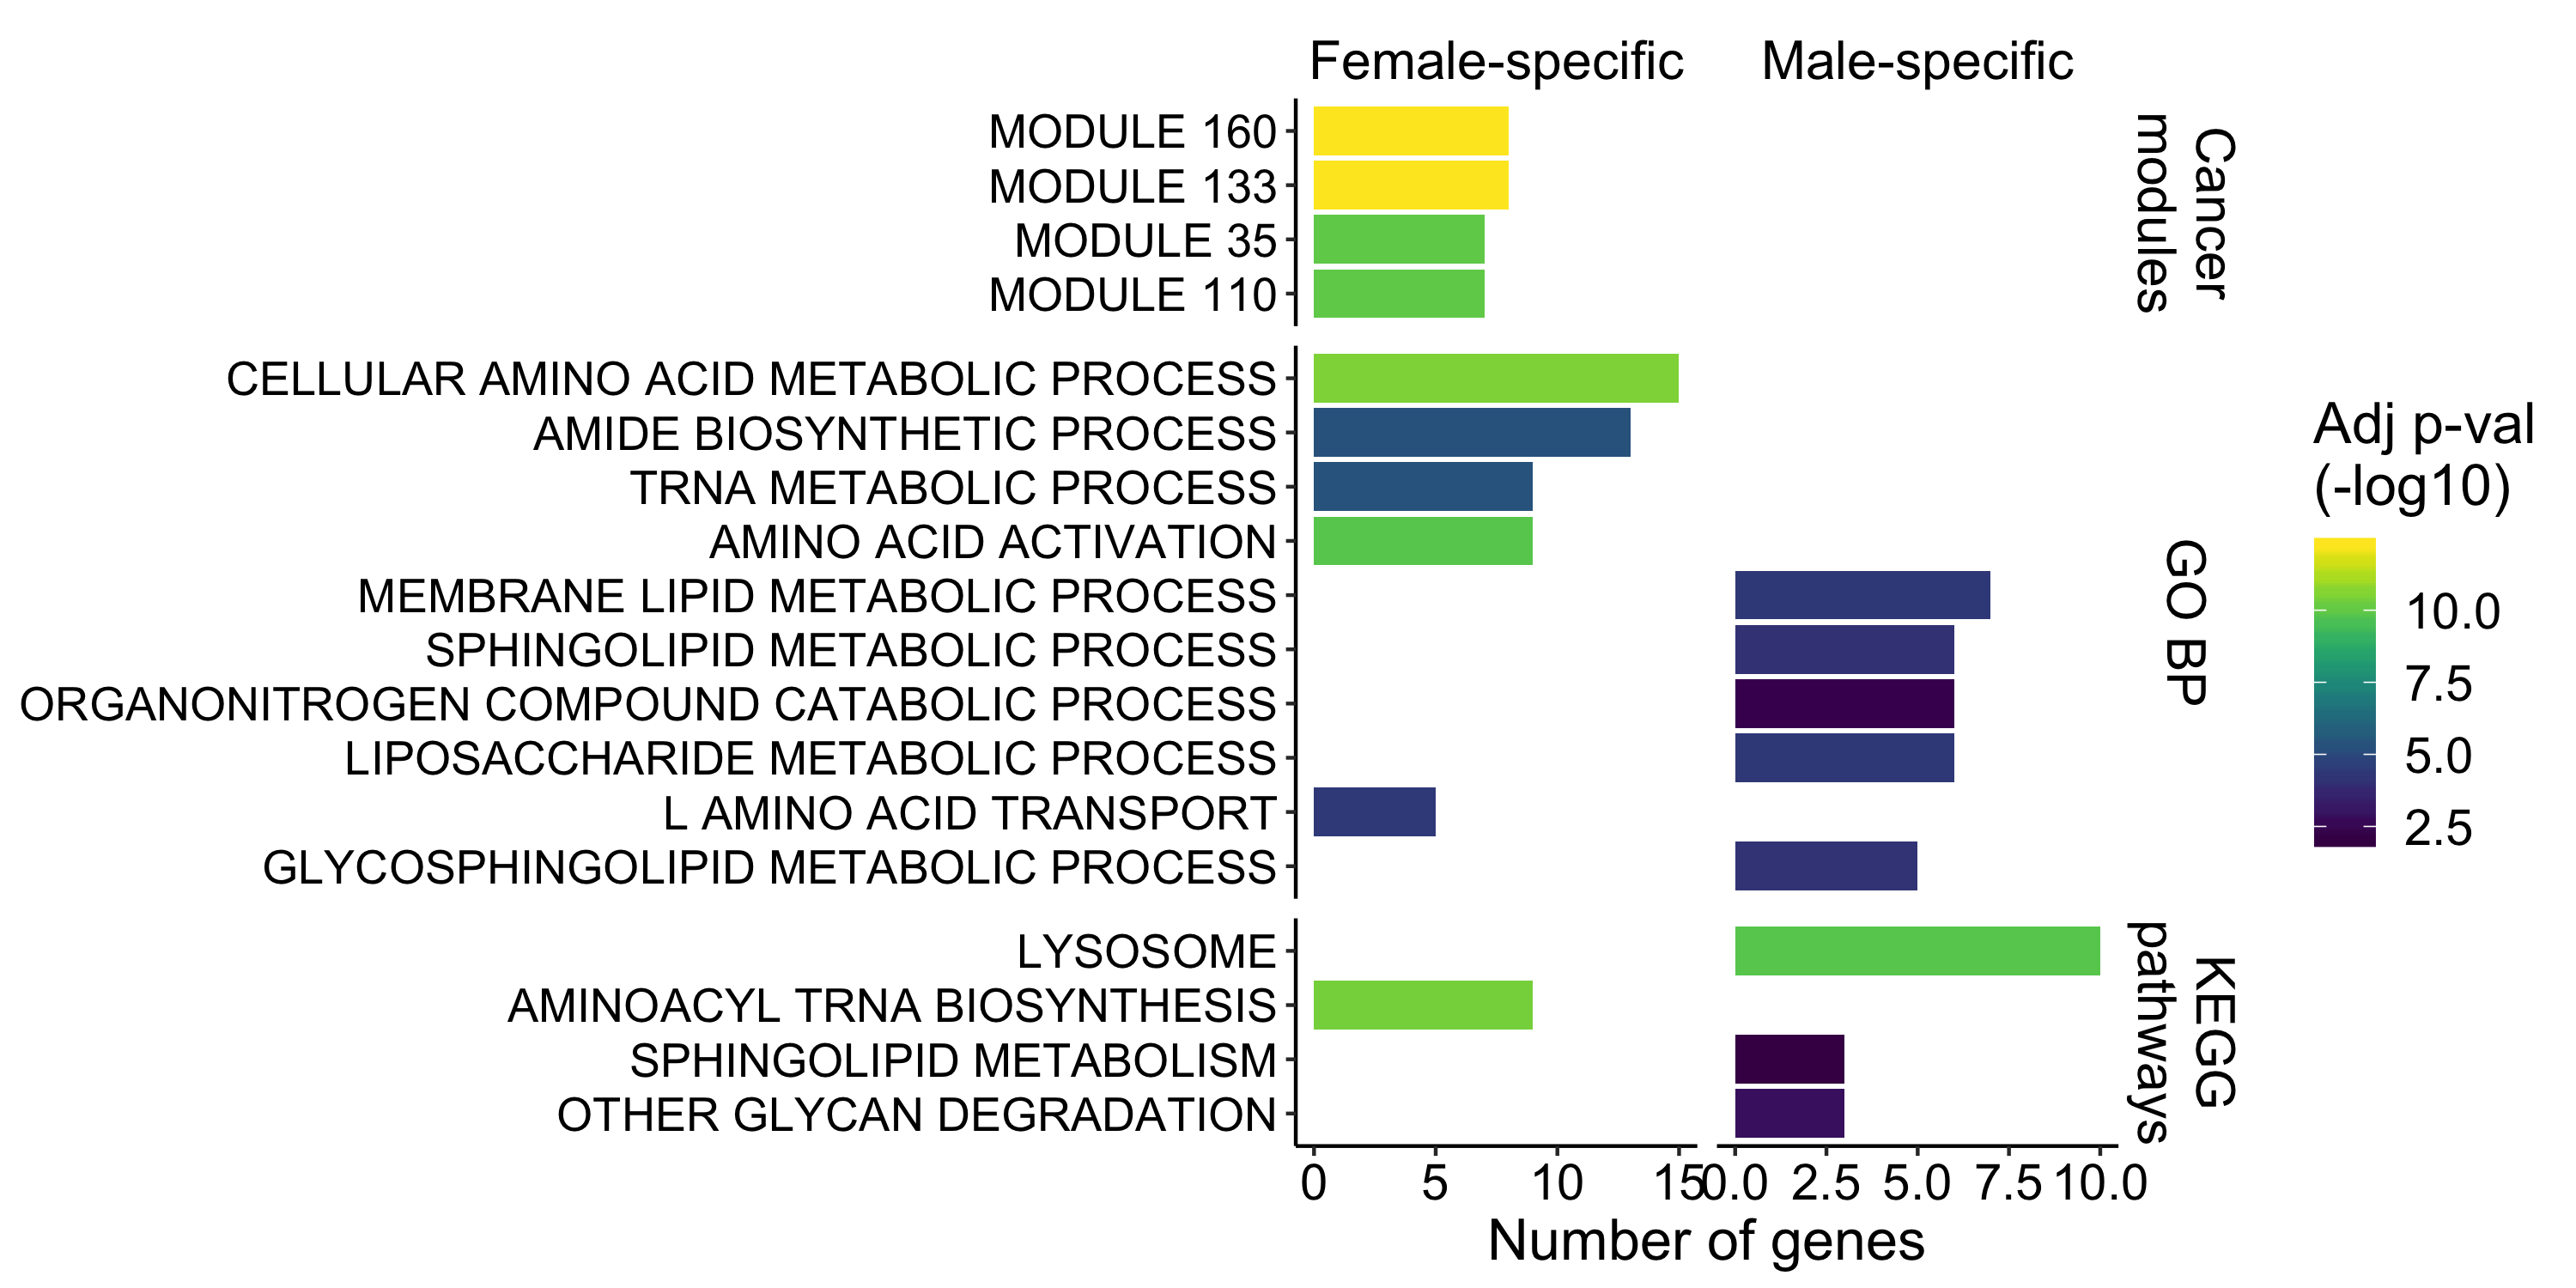 Female-specific
Male-specific
MODULE 160
MODULE 133
MODULE 35
MODULE 110
Cancer
modules
CELLULAR AMINO ACID METABOLIC PROCESS
AMIDE BIOSYNTHETIC PROCESS
TRNA METABOLIC PROCESS
AMINO ACID ACTIVATION
MEMBRANE LIPID METABOLIC PROCESS
SPHINGOLIPID METABOLIC PROCESS
ORGANONITROGEN COMPOUND CATABOLIC PROCESS
LIPOSACCHARIDE METABOLIC PROCESS
L AMINO ACID TRANSPORT
GLYCOSPHINGOLIPID METABOLIC PROCESS
GO BP
LYSOSOME
AMINOACYL TRNA BIOSYNTHESIS
SPHINGOLIPID METABOLISM
OTHER GLYCAN DEGRADATION
KEGG
pathways
0 5 10 15
0.0 2.5 5.0 7.5 10.0
Number of genes
Adj p-val
(-log10)
10.0
7.5
5.0
2.5